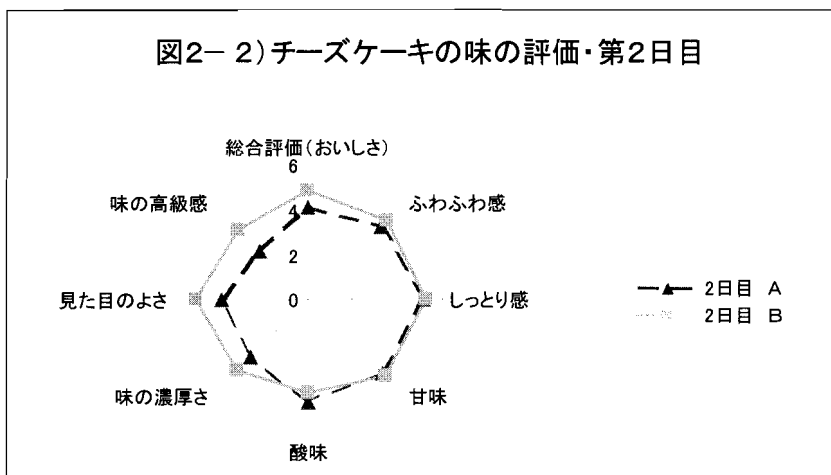 図2-2)チーズケーキの味の評価・第2日目
総合評価(おいしさ)
6
4
2
0
ふわふわ感
しっとり感
甘味
酸味
味の濃厚さ
見た目のよさ
味の高級感
2日目 A
2日目 B